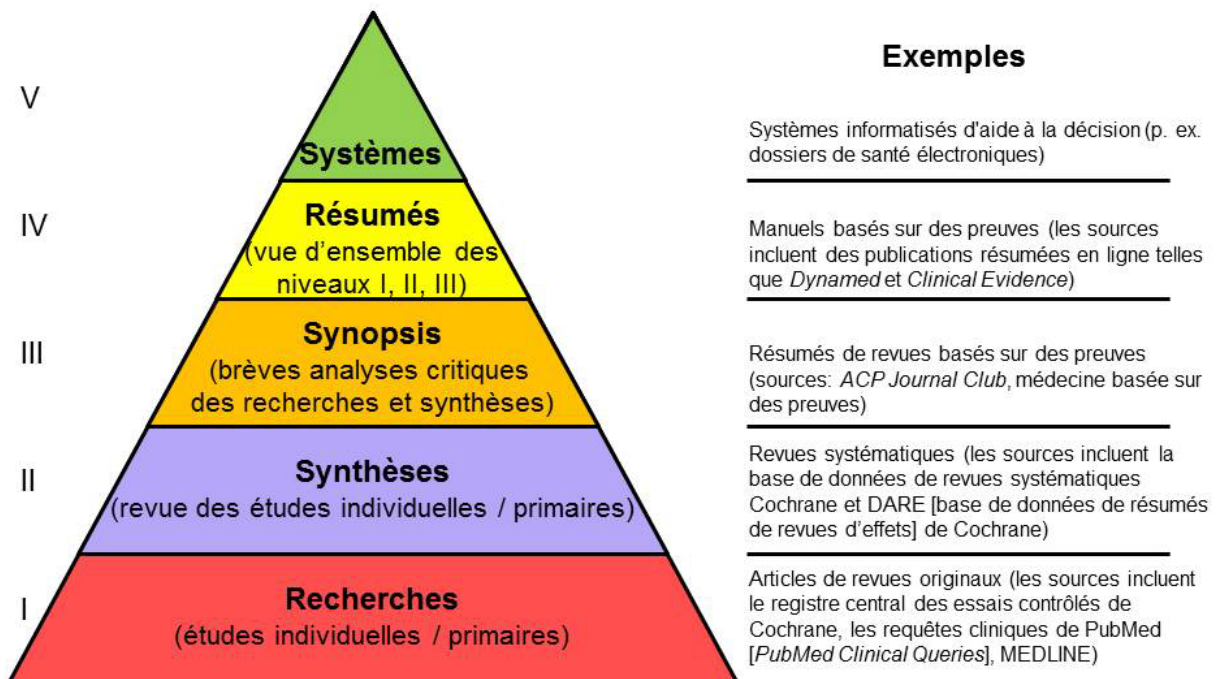 Exemples
V
Systèmes
Systèmes informatisés d'aide à la décision (p. ex.
dossiers de santé électroniques)
IV
Résumés
(vue d’ensemble des
niveaux I, II, III)
Manuels basés sur des preuves (les sources
incluent des publications résumées en ligne telles
que Dynamed et Clinical Evidence)
III
Synopsis
(brèves analyses critiques
des recherches et synthèses)
Résumés de revues basés sur des preuves
(sources: ACP Journal Club, médecine basée sur
des preuves)
II
Synthèses
(revue des études individuelles / primaires)
Revues systématiques (les sources incluent la
base de données de revues systématiques
Cochrane et DARE [base de données de résumés
de revues d’effets] de Cochrane)
I
Recherches
(études individuelles / primaires)
Articles de revues originaux (les sources incluent
le registre central des essais contrôlés de
Cochrane, les requêtes cliniques de PubMed
[PubMed Clinical Queries], MEDLINE)